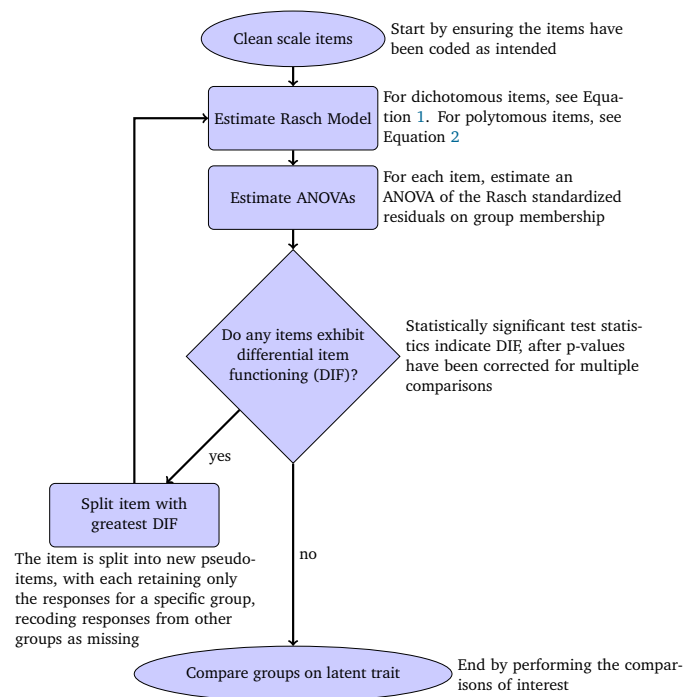 Clean scale items
Start by ensuring the items have
been coded as intended
Estimate Rasch Model
For dichotomous items, see Equa-
tion 1. For polytomous items, see
Equation 2
Estimate ANOVAs
For each item, estimate an
ANOVA of the Rasch standardized
residuals on group membership
Do any items exhibit
differential item
functioning (DIF)?
Statistically significant test statis-
tics indicate DIF, after p-values
have been corrected for multiple
comparisons
yes
Split item with
greatest DIF
The item is split into new pseudo-
items, with each retaining only
the responses for a specific group,
recoding responses from other
groups as missing
no
Compare groups on latent trait
End by performing the compar-
isons of interest